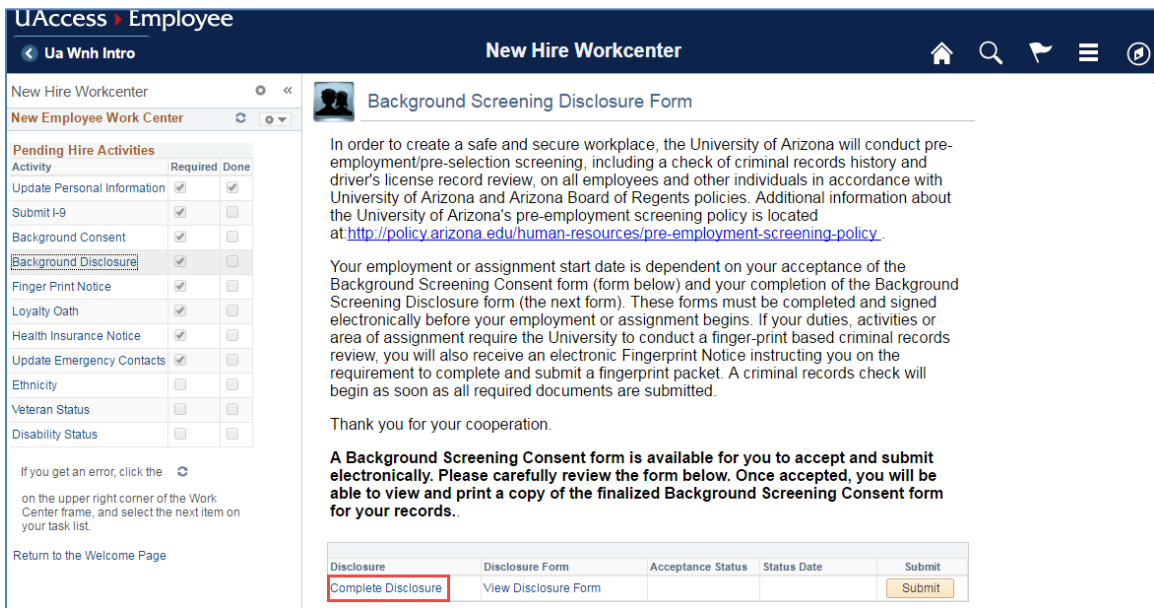 UAccess Employee
Ua Wnh Intro
New Hire Workcenter
New Hire Workcenter
New Employee Work Center
Pending Hire Activities
Activity Required Done
Update Personal Information
Submit I-9
Background Consent
Background Disclosure
Finger Print Notice
Loyalty Oath
Health Insurance Notice
Update Emergency Contacts
Ethnicity
Veteran Status
Disability Status
If you get an error, click the
on the upper right corner of the Work
Center frame, and select the next item on
your task list.
Return to the Welcome Page
Background Screening Disclosure Form
In order to create a safe and secure workplace, the University of Arizona will conduct pre-
employment/pre-selection screening, including a check of criminal records history and
driver's license record review, on all employees and other individuals in accordance with
University of Arizona and Arizona Board of Regents policies. Additional information about
the University of Arizona's pre-employment screening policy is located
at:http://policy.arizona.edu/human-resources/pre-employment-screening-policy .
Your employment or assignment start date is dependent on your acceptance of the
Background Screening Consent form (form below) and your completion of the Background
Screening Disclosure form (the next form). These forms must be completed and signed
electronically before your employment or assignment begins. If your duties, activities or
area of assignment require the University to conduct a finger-print based criminal records
review, you will also receive an electronic Fingerprint Notice instructing you on the
requirement to complete and submit a fingerprint packet. A criminal records check will
begin as soon as all required documents are submitted.
Thank you for your cooperation.
A Background Screening Consent form is available for you to accept and submit
electronically. Please carefully review the form below. Once accepted, you will be
able to view and print a copy of the finalized Background Screening Consent form
for your records..
Disclosure Disclosure Form Acceptance Status Status Date Submit
Complete Disclosure View Disclosure Form Submit